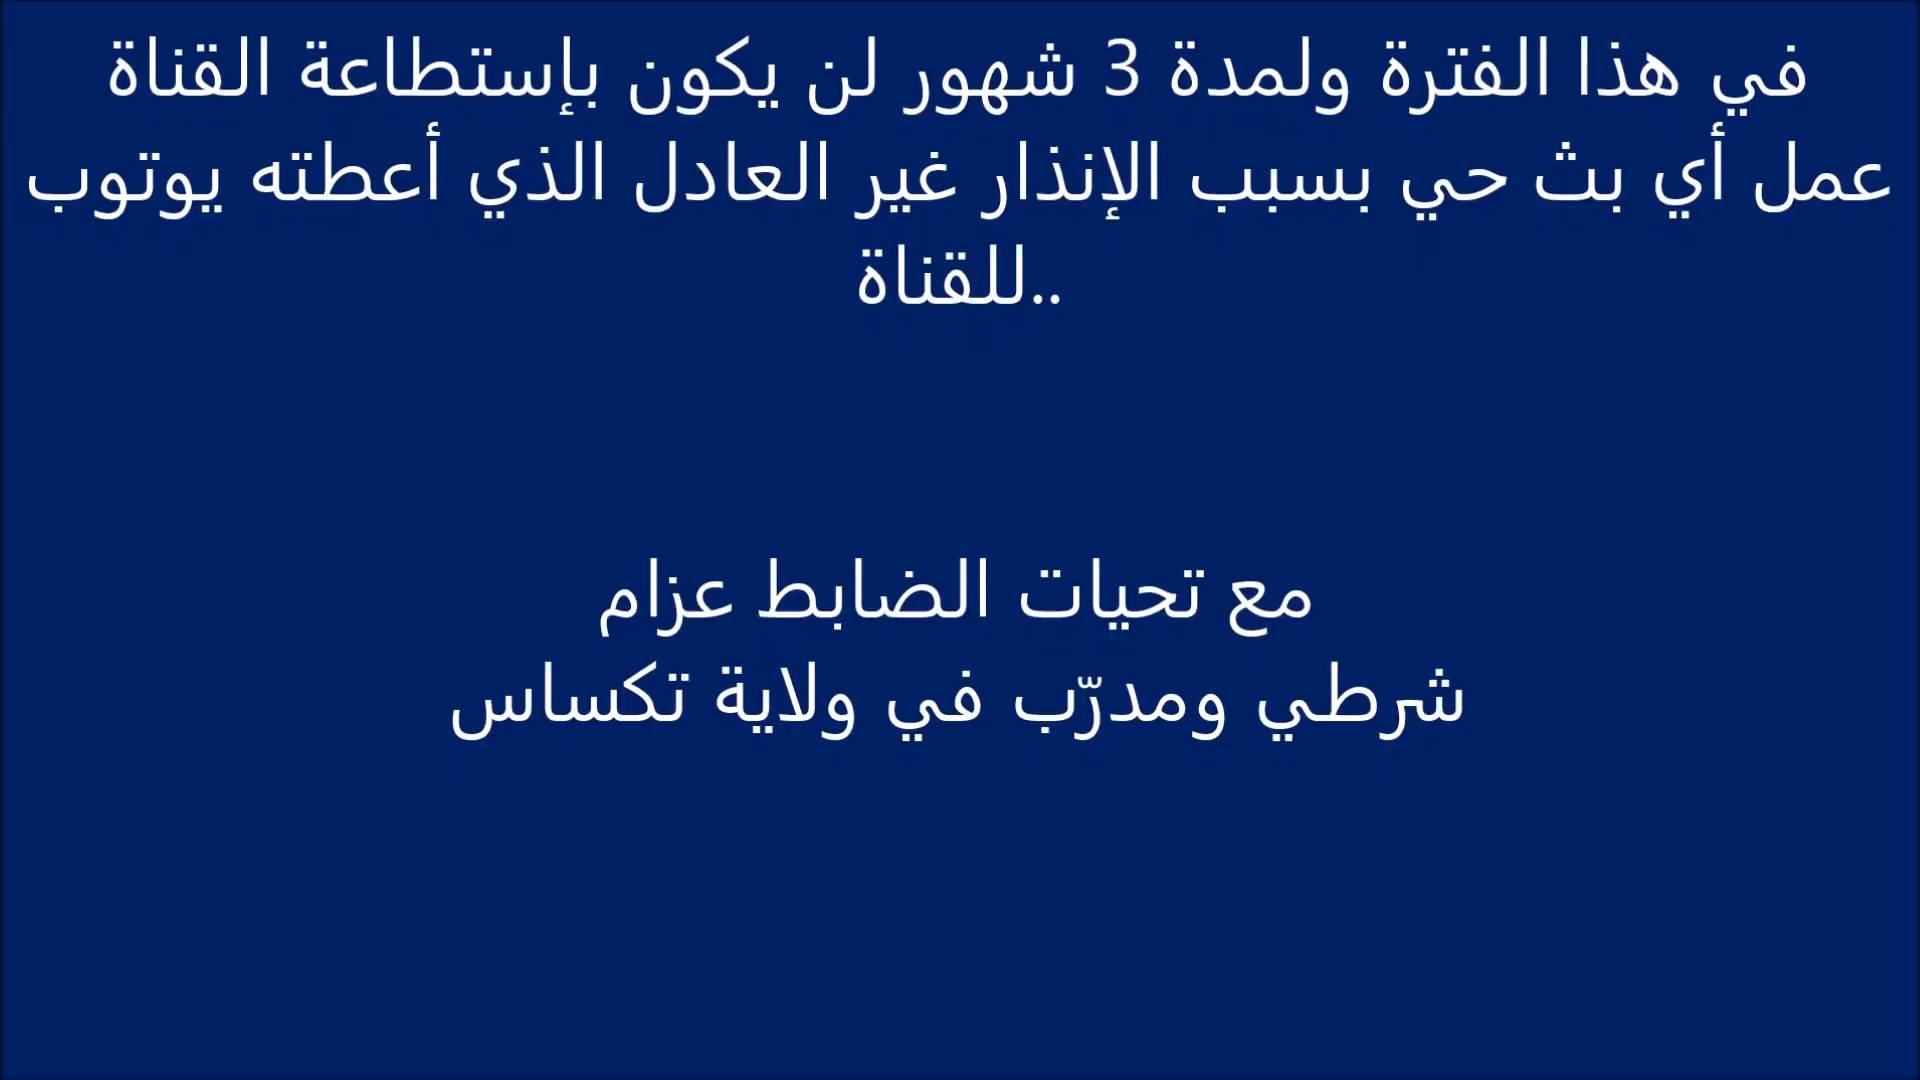 في هذا الفترة ولمدة 3 شهور لن يكون بإستطاعة القناة
عمل أي بث حي بسبب الإنذار غير العادل الذي أعطته يوتوب
..للقناة
مع تحيات الضابط عزام
شرطي ومدرّب في ولاية تكساس